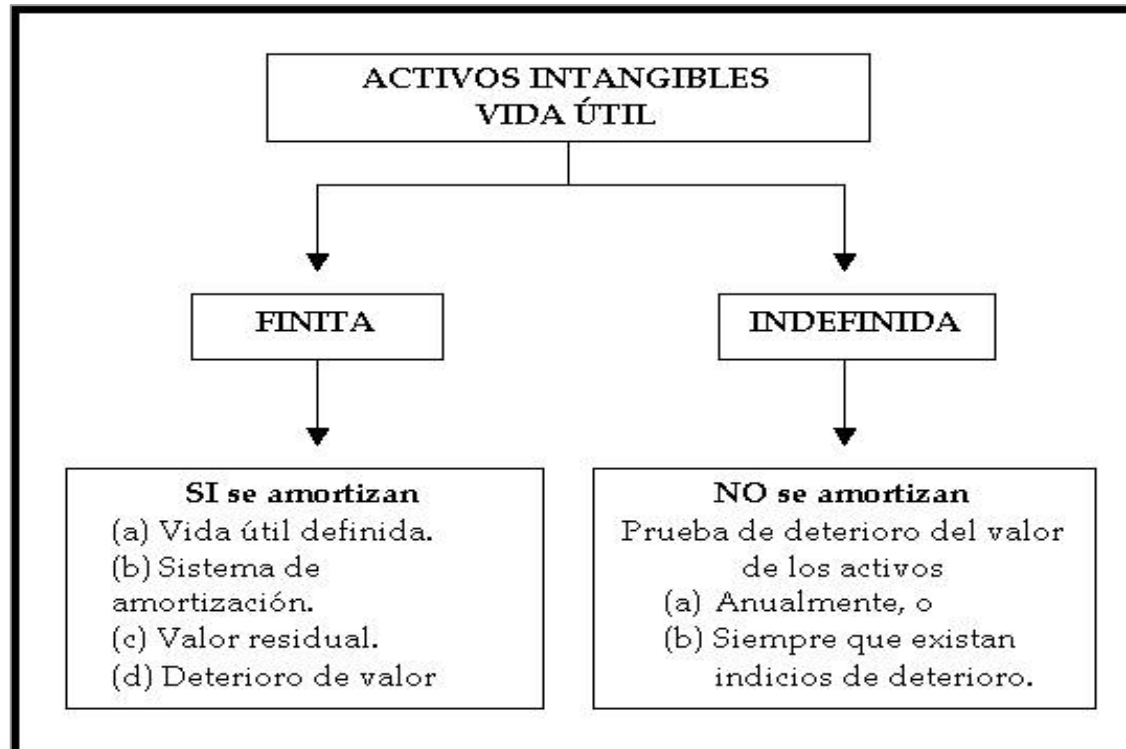 ACTIVOS INTANGIBLES
VIDA ÚTIL
FINITA
INDEFINIDA
SI se amortizan
(a) Vida útil definida.
(b) Sistema de
amortización.
(c) Valor residual.
(d) Deterioro de valor
NO se amortizan
Prueba de deterioro del valor
de los activos
(a) Anualmente, o
(b) Siempre que existan
indicios de deterioro.